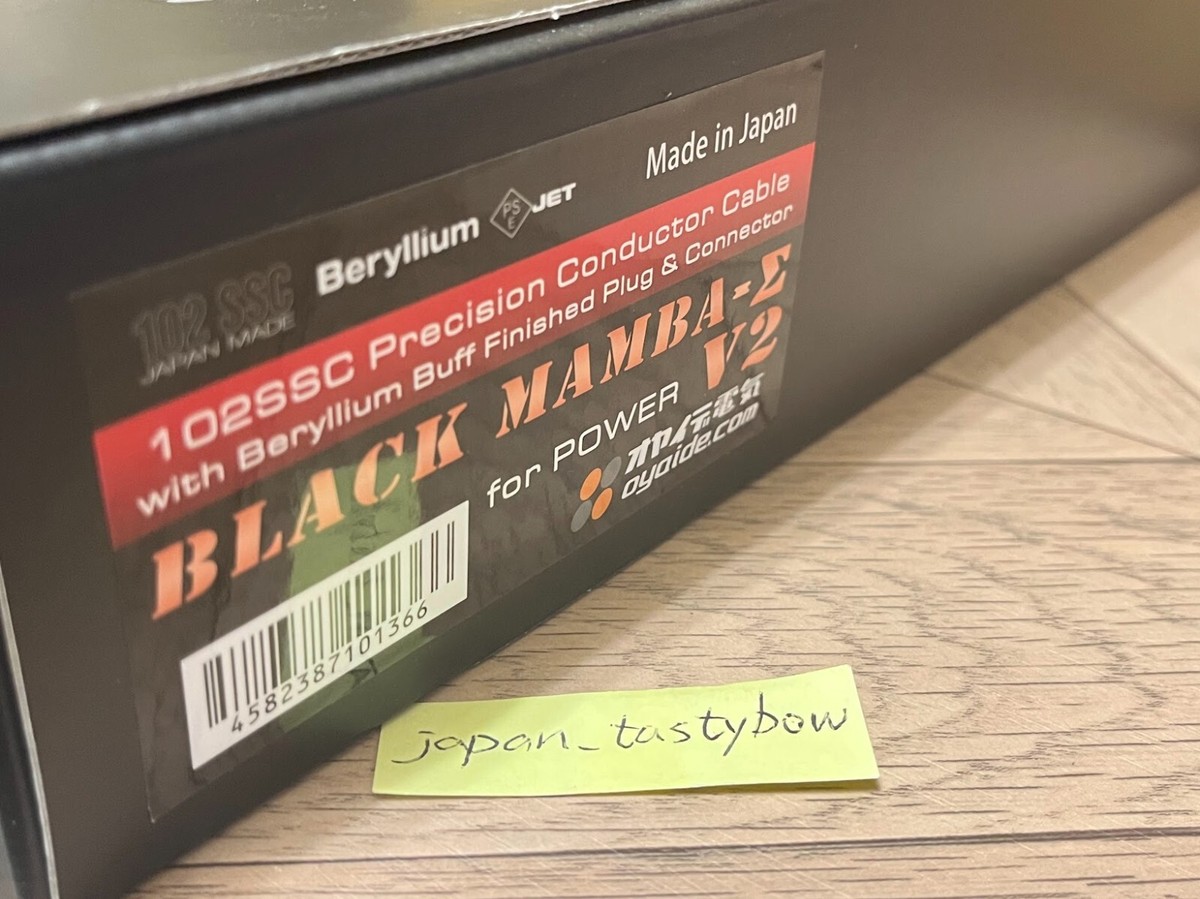 Made in Japan
102 SSC
JAPAN MADE
Beryllium
PS
E
JET
102SSC Precision Conductor Cable
with Beryllium Buff Finished Plug & Connector
BLACK MAMBA-Σ
V2
for POWER
オヤイデ電気
oyaide.com
4582387101366
japan_tastybow